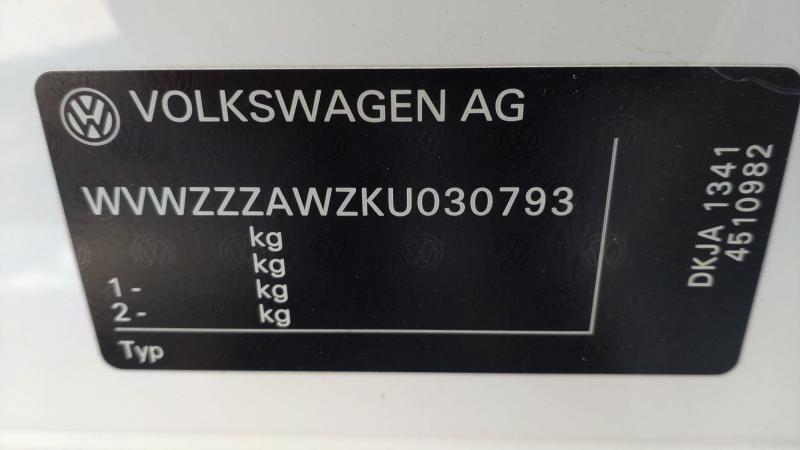 VOLKSWAGEN AG
WVWZZZAWZKU030793
kg
kg
1- kg
2- kg
Typ
DKJA 1341
4510982